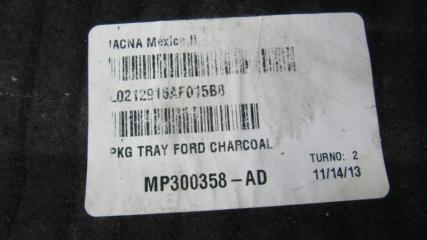 IACNA Mexico II
L0212916AF015B8
PKG TRAY FORD CHARCOAL
TURNO: 2
MP300358-AD
11/14/13